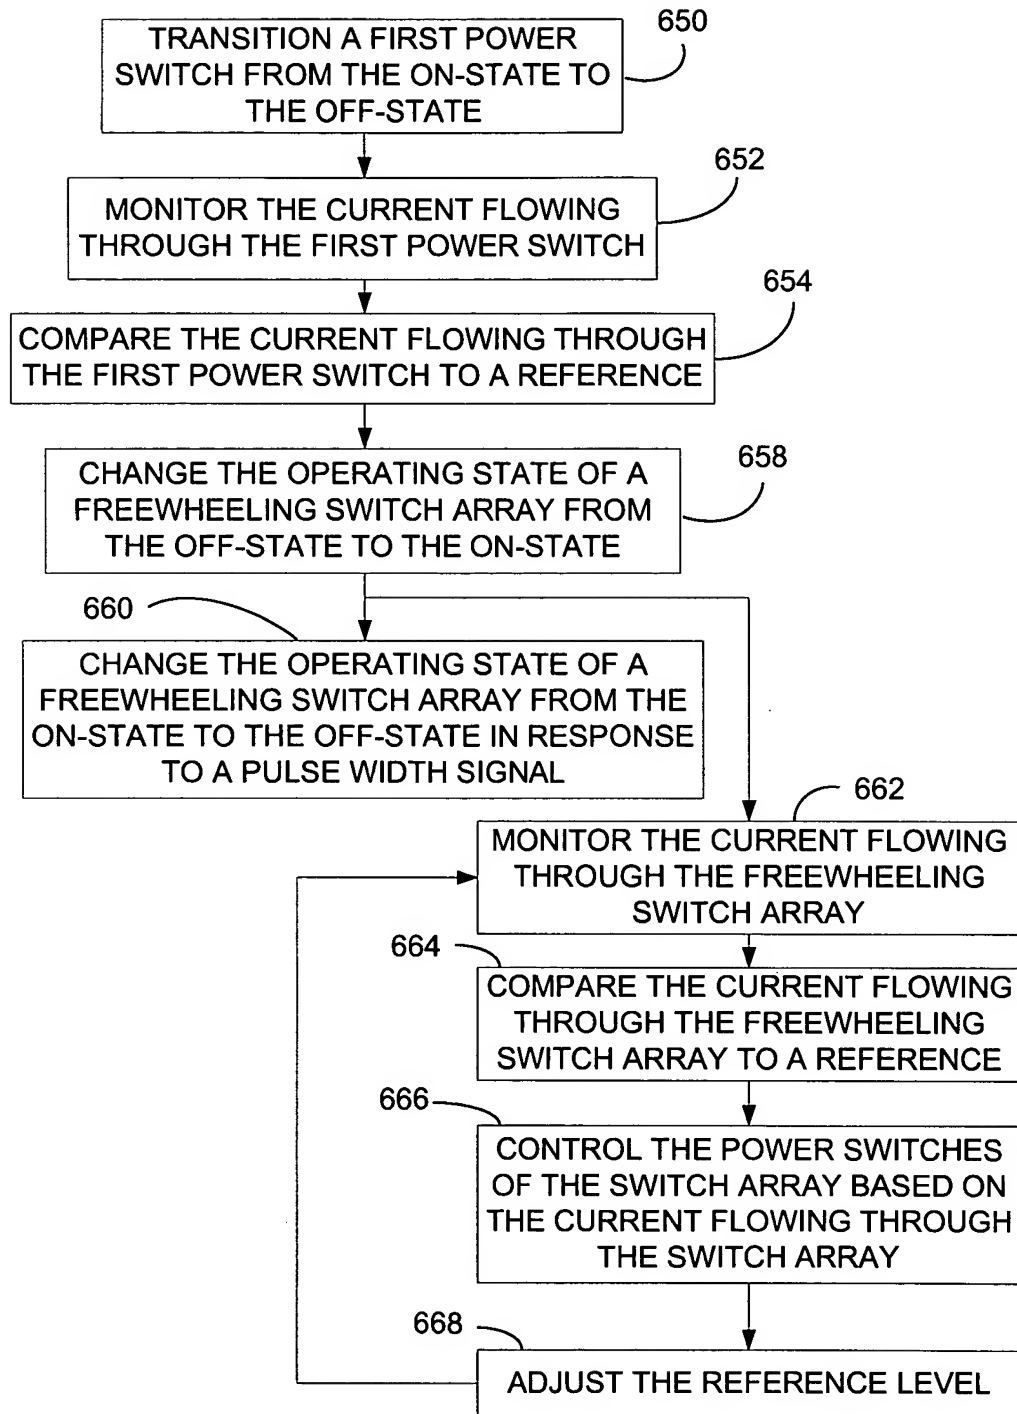 650
TRANSITION A FIRST POWER
SWITCH FROM THE ON-STATE TO
THE OFF-STATE
652
MONITOR THE CURRENT FLOWING
THROUGH THE FIRST POWER SWITCH
654
COMPARE THE CURRENT FLOWING THROUGH
THE FIRST POWER SWITCH TO A REFERENCE
658
CHANGE THE OPERATING STATE OF A
FREEWHEELING SWITCH ARRAY FROM
THE OFF-STATE TO THE ON-STATE
660
CHANGE THE OPERATING STATE OF A
FREEWHEELING SWITCH ARRAY FROM THE
ON-STATE TO THE OFF-STATE IN RESPONSE
TO A PULSE WIDTH SIGNAL
662
MONITOR THE CURRENT FLOWING
THROUGH THE FREEWHEELING
SWITCH ARRAY
664
COMPARE THE CURRENT FLOWING
THROUGH THE FREEWHEELING
SWITCH ARRAY TO A REFERENCE
666
CONTROL THE POWER SWITCHES
OF THE SWITCH ARRAY BASED ON
THE CURRENT FLOWING THROUGH
THE SWITCH ARRAY
668
ADJUST THE REFERENCE LEVEL